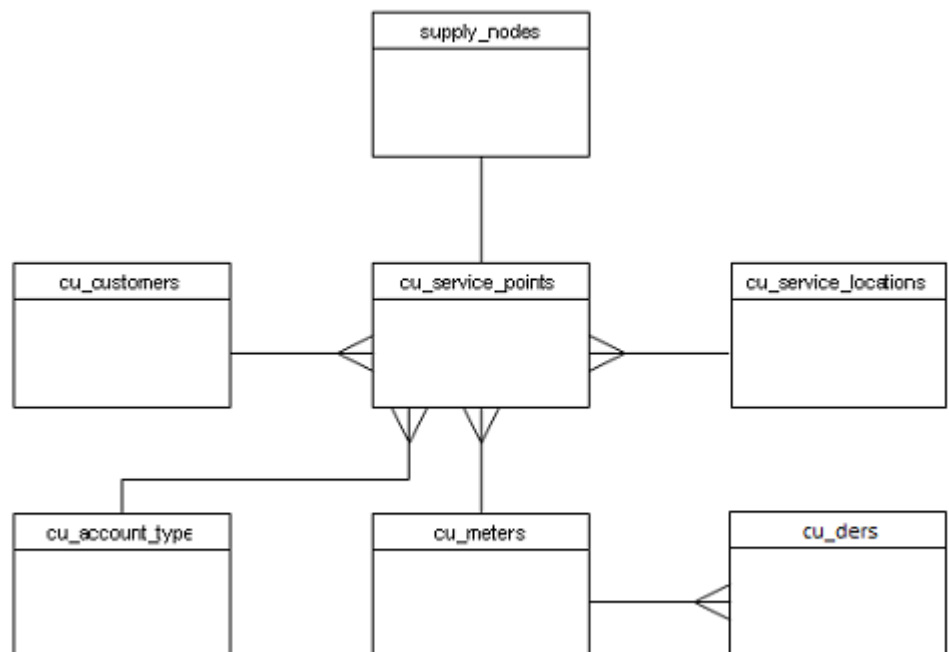 supply_nodes
cu_customers
cu_service_points
cu_service_locations
cu_account_type
cu_meters
cu_ders